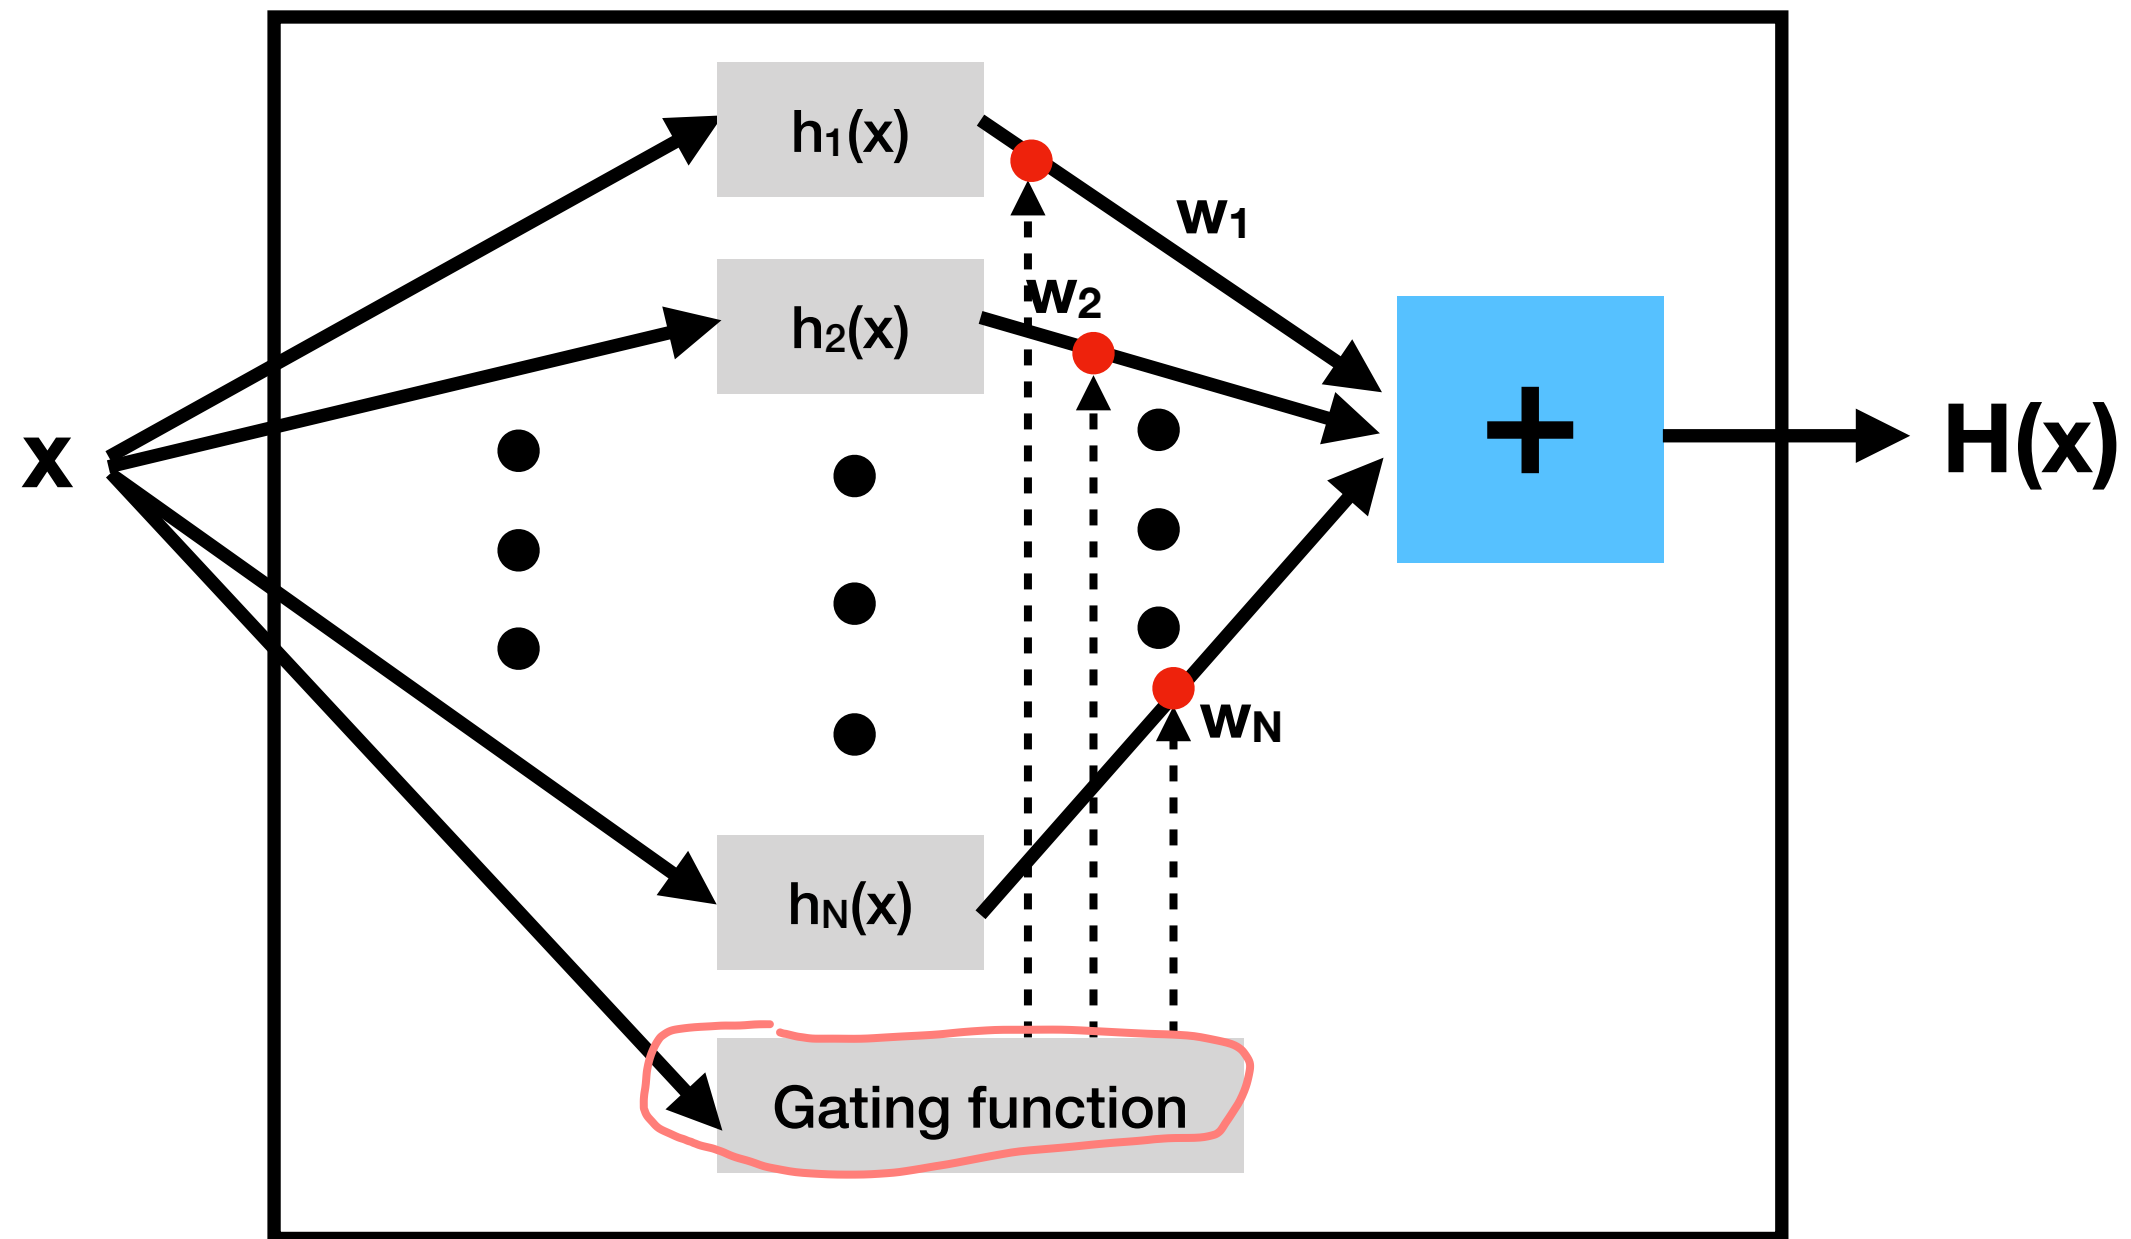 h₁(x)
w₁
h₂(x)
w₂
x
+
H(x)
wN
hN(x)
Gating function